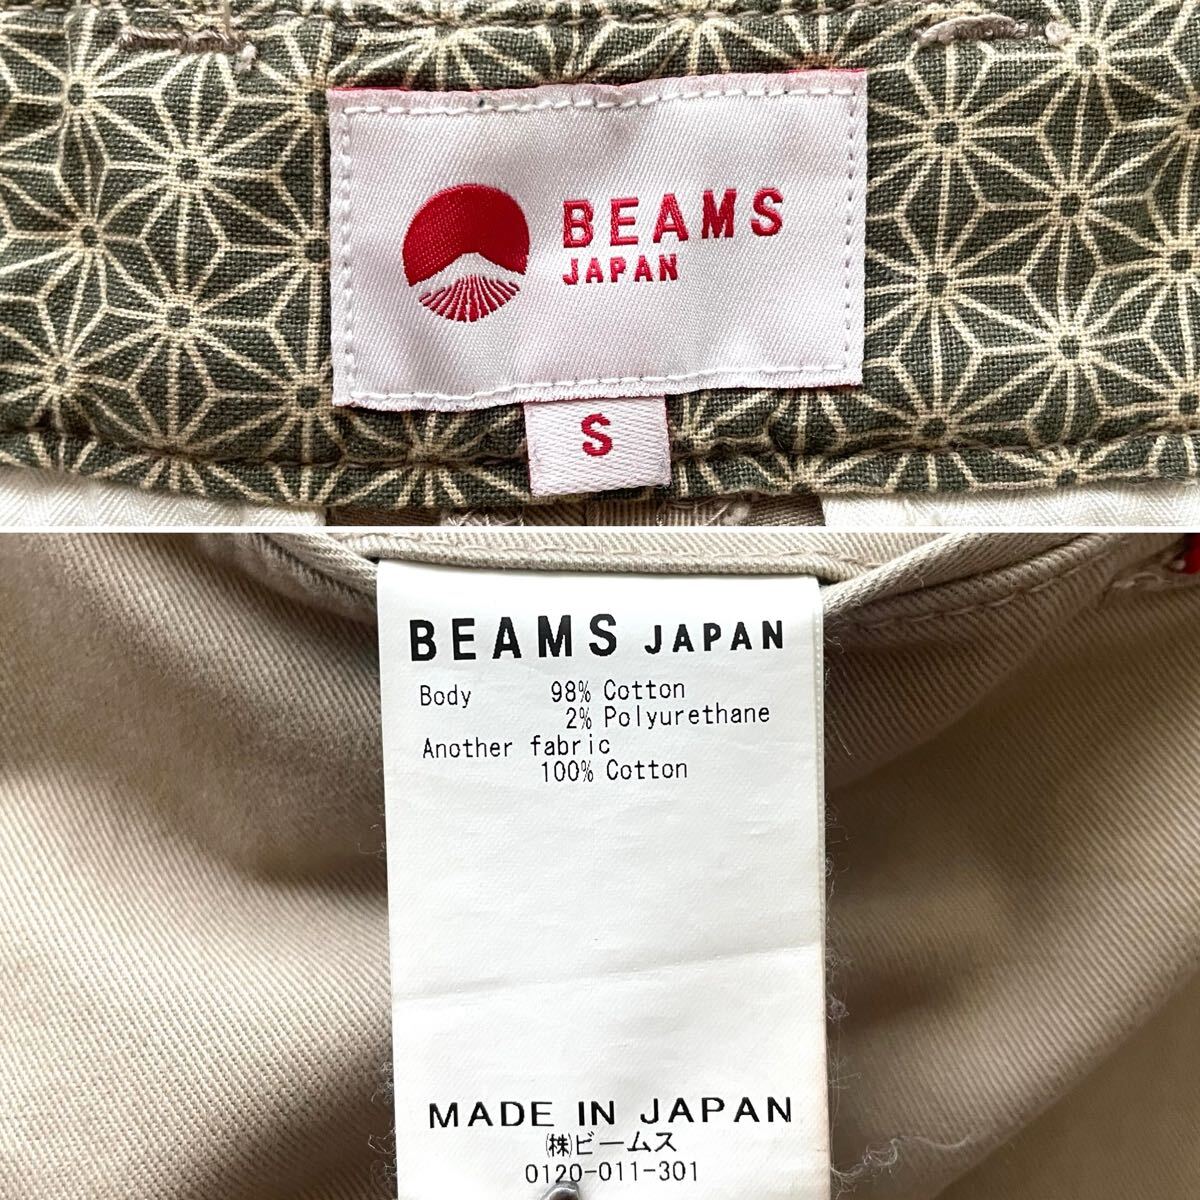 BEAMS
JAPAN
S
BEAMS JAPAN
Body 98% Cotton
2% Polyurethane
Another fabric
100% Cotton
MADE IN JAPAN
㈱ビームス
0120-011-301